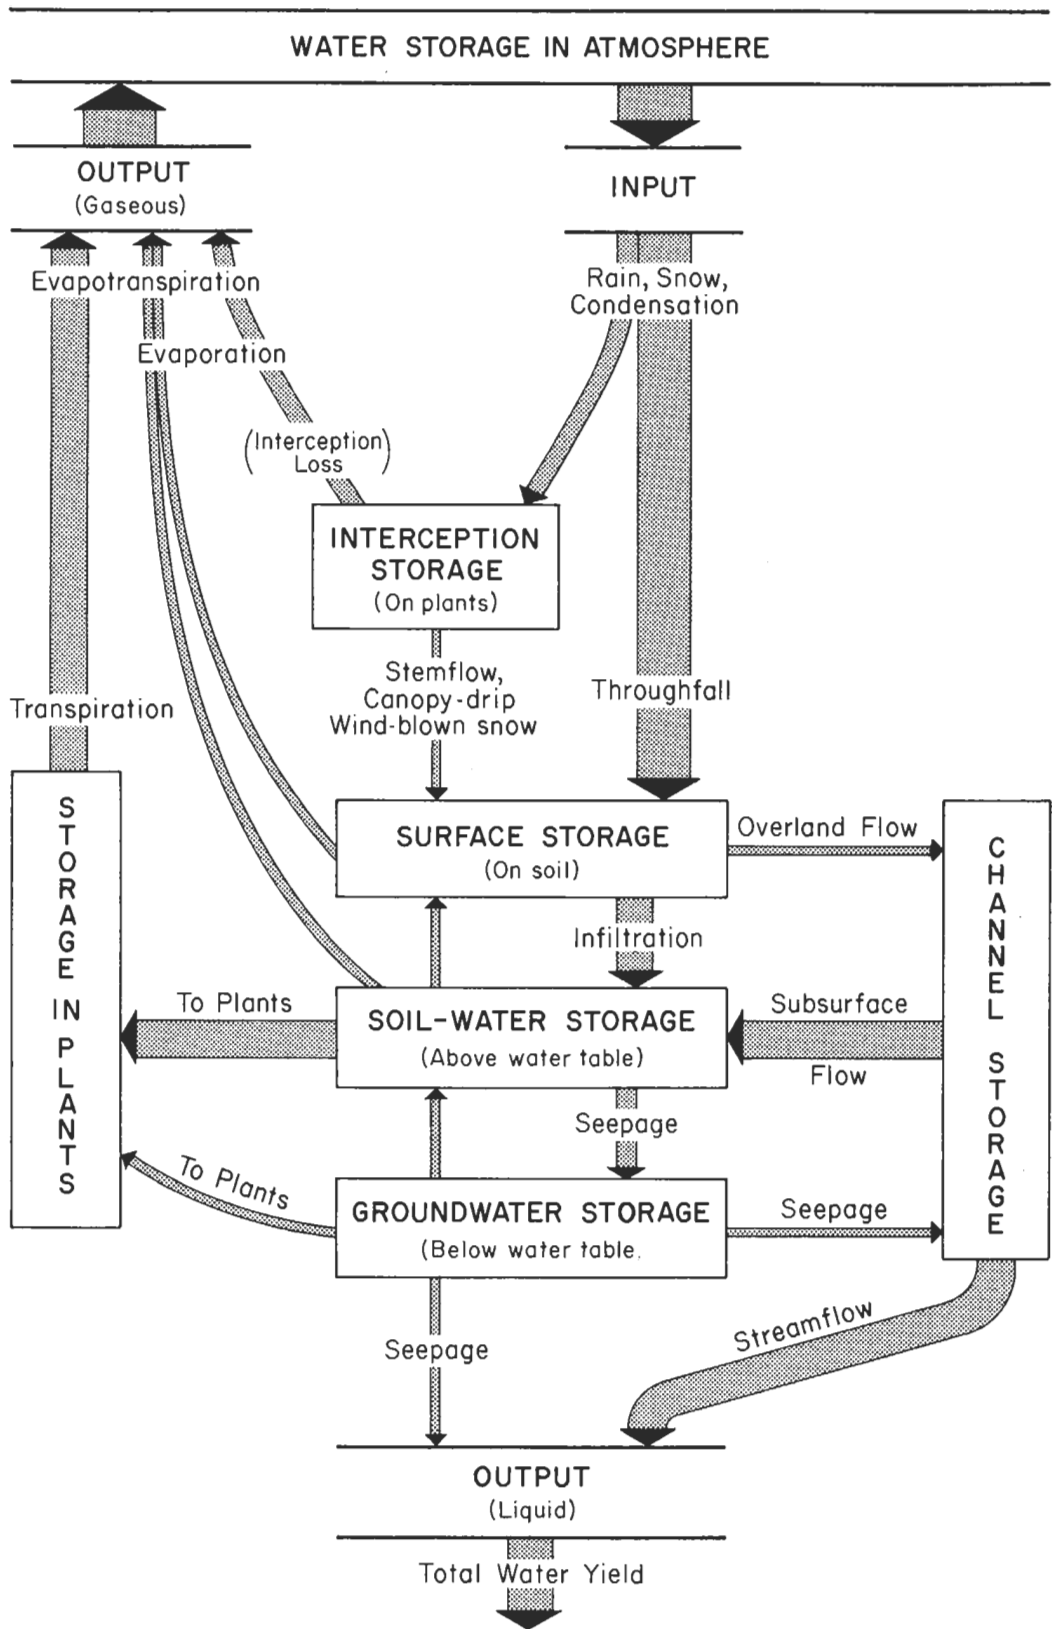 WATER STORAGE IN ATMOSPHERE
OUTPUT
(Gaseous)
INPUT
Evapotranspiration
Rain, Snow,
Condensation
Evaporation
(Interception
Loss)
INTERCEPTION
STORAGE
(On plants)
Stemflow,
Canopy-drip
Wind-blown snow
Throughfall
Transpiration
STORAGE IN PLANTS
SURFACE STORAGE
(On soil)
Overland Flow
CHANNEL STORAGE
Infiltration
To Plants
SOIL-WATER STORAGE
(Above water table)
Subsurface
Flow
Seepage
To Plants
GROUNDWATER STORAGE
(Below water table.
Seepage
Seepage
Streamflow
OUTPUT
(Liquid)
Total Water Yield